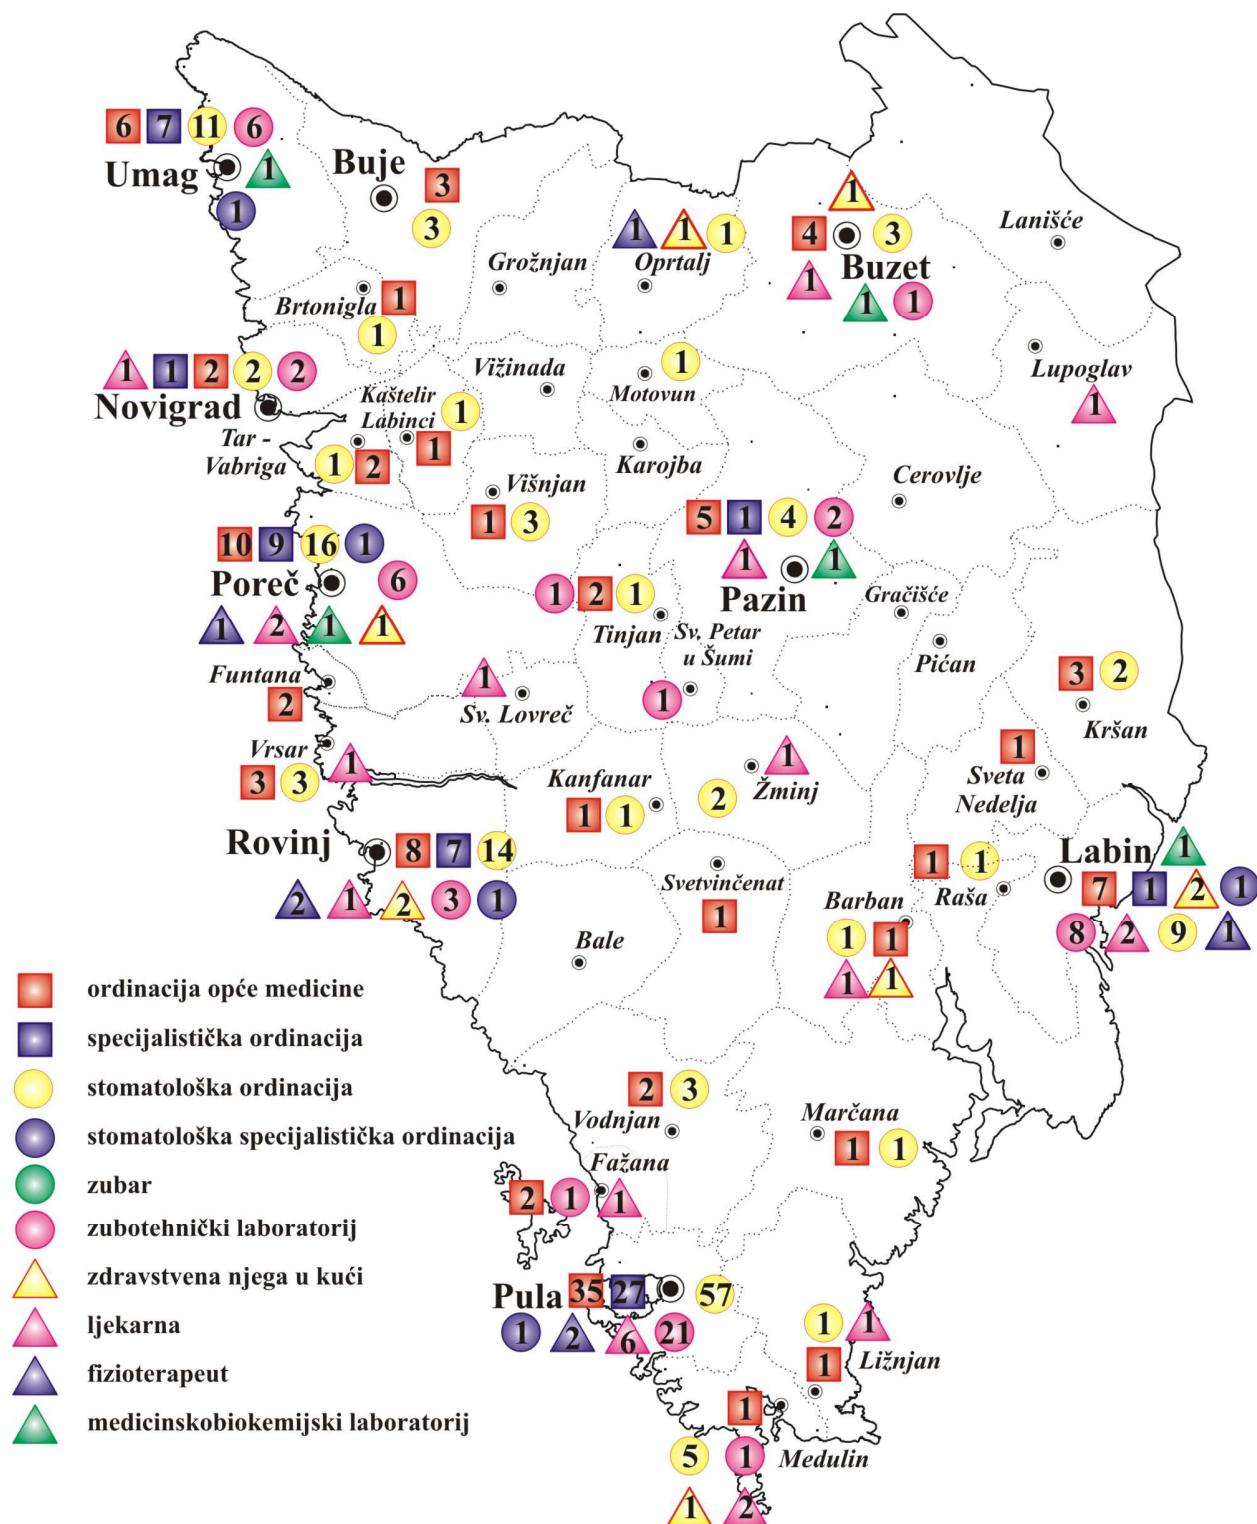 6 7 11 6
Umag 1
1
Buje 3
3
1 1 1
Oprtalj
1
4 3
Buzet
1 1 1
Lanišće
Grožnjan
Brtonigla 1
1
Lupoglav
1
1 1 2 2 2
Novigrad
Vižinada
1
Motovun
Kaštelir
Labinci
1
1
Tar -
Vabriga
1 2
Karojba
Višnjan
1 3
Cerovlje
5 1 4 2
1 1
Pazin
10 9 16 1
Poreč 6
1 2 1 1
1 2 1
Tinjan
Gračišće
Sv. Petar
u Šumi
1
Pićan
Funtana
2
1
Sv. Lovreč
3 2
Kršan
Vrsar
3 3
1
1
Sveta
Nedelja
Kanfanar
1 1
1
2
Žminj
Rovinj 8 7 14
2 1 2 3 1
Svetvinčenat
1
1 1
Raša
Labin 1
7 1 2 1
8 2 9 1
Barban
1 1
1 1
Bale
ordinacija opće medicine
specijalistička ordinacija
stomatološka ordinacija
stomatološka specijalistička ordinacija
zubar
zubotehnički laboratorij
zdravstvena njega u kući
ljekarna
fizioterapeut
medicinskobiokemijski laboratorij
2 3
Vodnjan
Marčana
1 1
Fažana
2 1 1
Pula 35 27 57
1 2 6 21
1 1
1
Ližnjan
1
5 1
Medulin
1 2